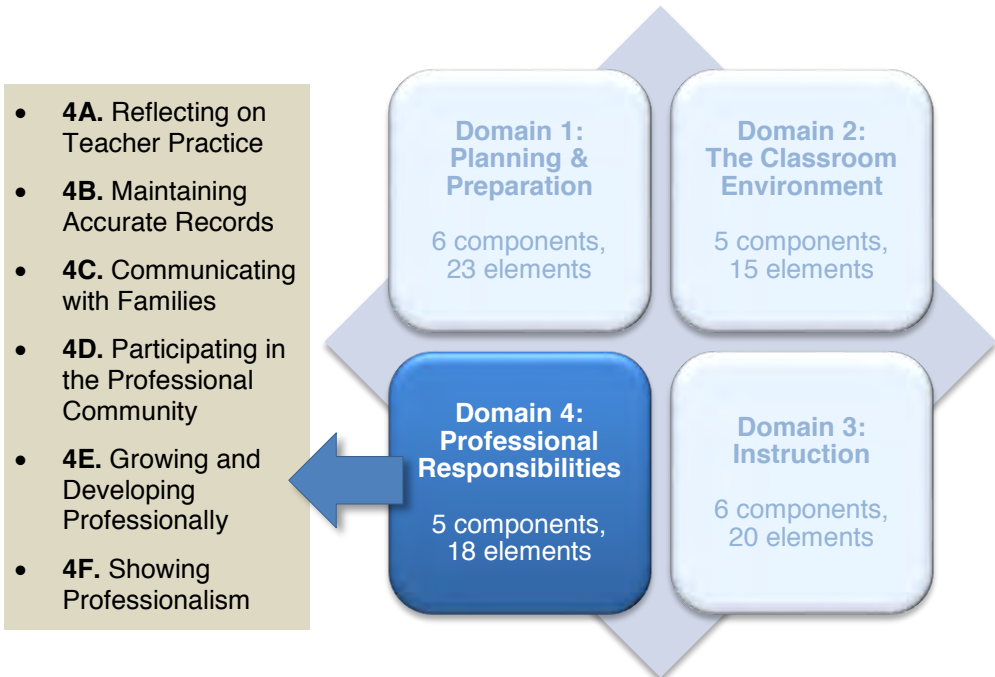 • 4A. Reflecting on
Teacher Practice
• 4B. Maintaining
Accurate Records
• 4C. Communicating
with Families
• 4D. Participating in
the Professional
Community
• 4E. Growing and
Developing
Professionally
• 4F. Showing
Professionalism
Domain 1:
Planning &
Preparation
6 components,
23 elements
Domain 2:
The Classroom
Environment
5 components,
15 elements
Domain 4:
Professional
Responsibilities
5 components,
18 elements
Domain 3:
Instruction
6 components,
20 elements